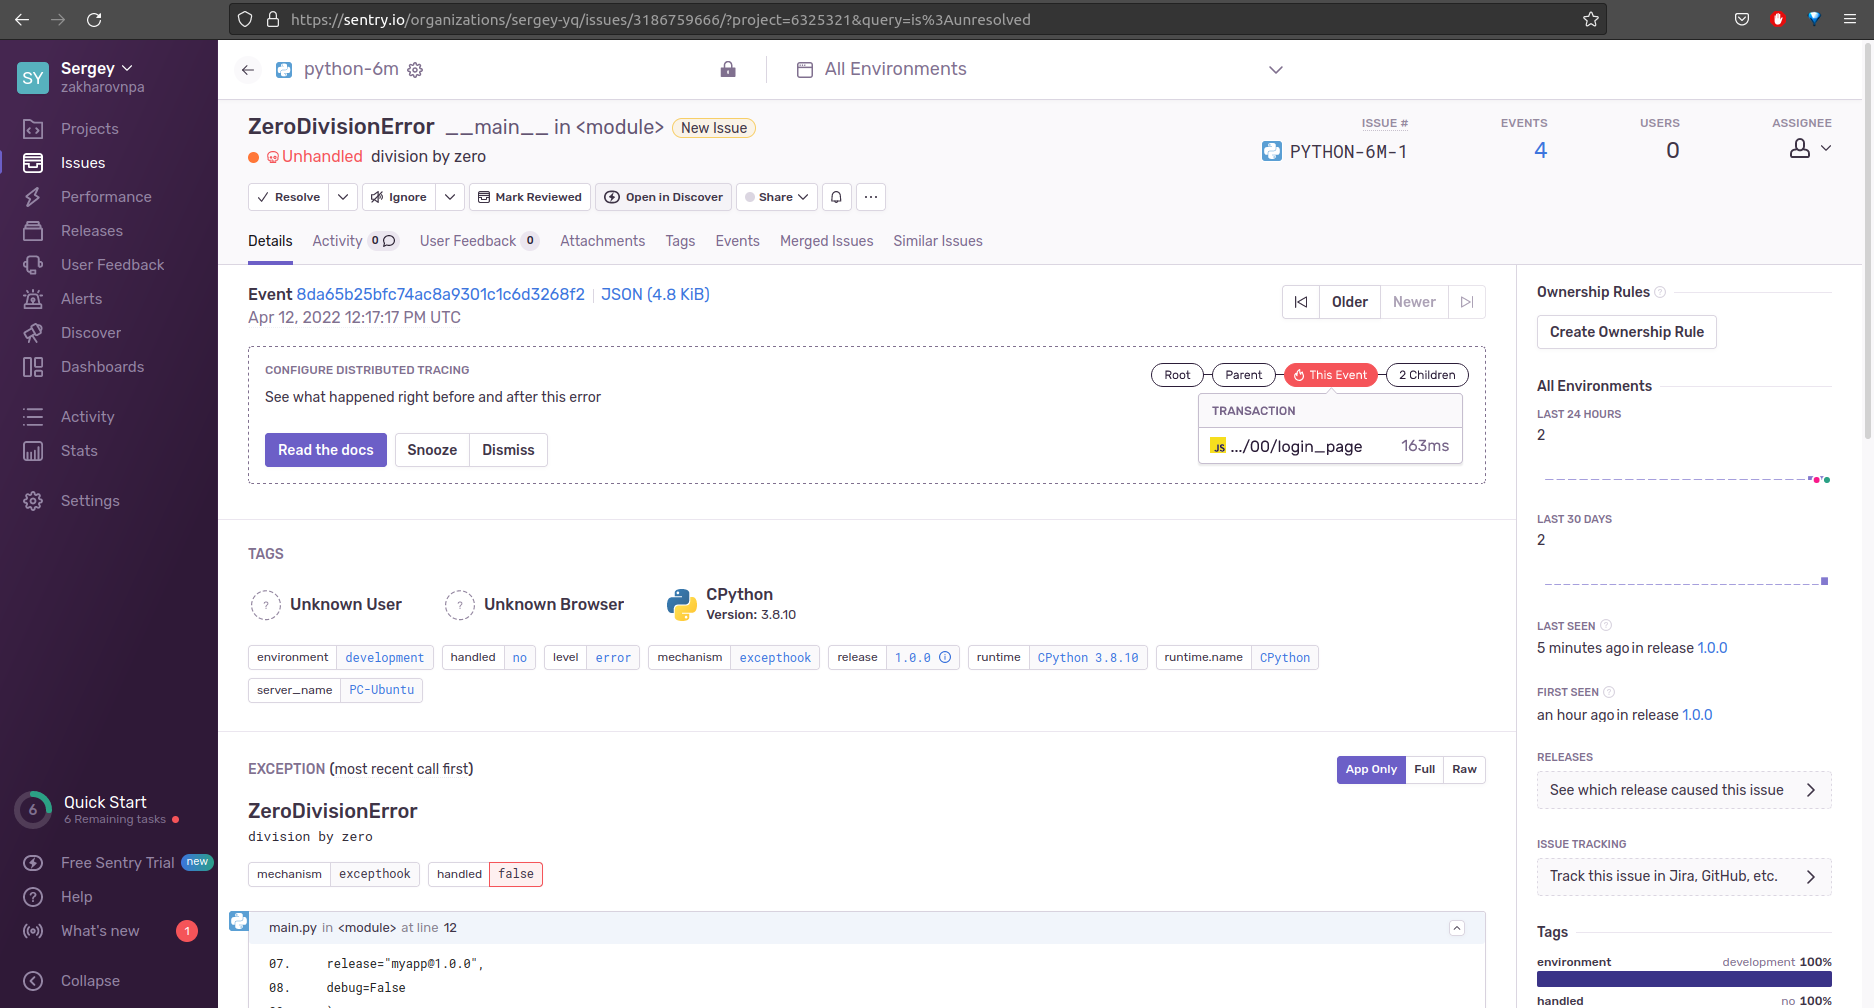 https://sentry.io/organizations/sergey-yq/issues/3186759666/?project=6325321&query=is%3Aunresolved
SY
Sergey
zakharovnpa
Projects
Issues
Performance
Releases
User Feedback
Alerts
Discover
Dashboards
Activity
Stats
Settings
6
Quick Start
6 Remaining tasks
Free Sentry Trial new
Help
What's new 1
Collapse
python-6m
All Environments
ZeroDivisionError __main__ in <module> New Issue
Unhandled division by zero
ISSUE # EVENTS USERS ASSIGNEE
PYTHON-6M-1 4 0
Resolve Ignore Mark Reviewed Open in Discover Share
Details Activity 0 User Feedback 0 Attachments Tags Events Merged Issues Similar Issues
Event 8da65b25bfc74ac8a9301c1c6d3268f2 JSON (4.8 KiB)
Apr 12, 2022 12:17:17 PM UTC
Older Newer
CONFIGURE DISTRIBUTED TRACING
See what happened right before and after this error
Read the docs Snooze Dismiss
Root Parent This Event 2 Children
TRANSACTION
JS .../00/login_page 163ms
TAGS
? Unknown User ? Unknown Browser CPython
Version: 3.8.10
environment development handled no level error mechanism excepthook release 1.0.0 runtime CPython 3.8.10 runtime.name CPython
server_name PC-Ubuntu
EXCEPTION (most recent call first)
App Only Full Raw
ZeroDivisionError
division by zero
mechanism excepthook handled false
main.py in <module> at line 12
07. release="myapp@1.0.0",
08. debug=False
Ownership Rules ?
Create Ownership Rule
All Environments
LAST 24 HOURS
2
LAST 30 DAYS
2
LAST SEEN ?
5 minutes ago in release 1.0.0
FIRST SEEN ?
an hour ago in release 1.0.0
RELEASES
See which release caused this issue
ISSUE TRACKING
Track this issue in Jira, GitHub, etc.
Tags
environment development 100%
handled no 100%